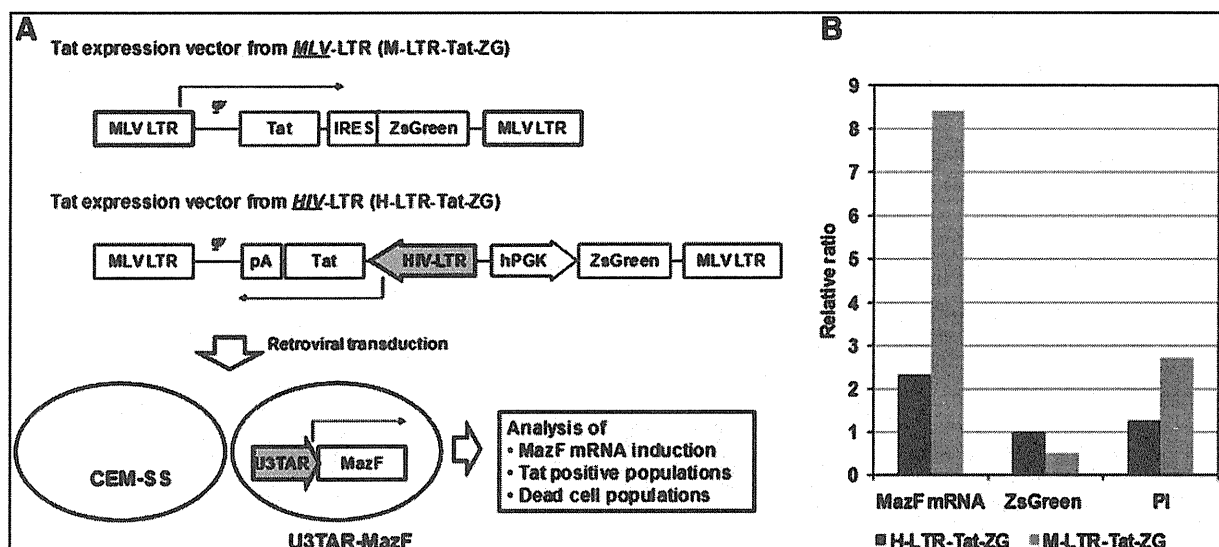 A
Tat expression vector from MLV-LTR (M-LTR-Tat-ZG)
Ψ
MLV LTR Tat IRES ZsGreen MLV LTR
Tat expression vector from HIV-LTR (H-LTR-Tat-ZG)
Ψ
MLV LTR pA Tat HIV-LTR hPGK ZsGreen MLV LTR
Retroviral transduction
CEM-SS
U3TAR MazF
U3TAR-MazF
Analysis of
• MazF mRNA induction
• Tat positive populations
• Dead cell populations
B
Relative ratio
9
8
7
6
5
4
3
2
1
0
MazF mRNA ZsGreen PI
H-LTR-Tat-ZG M-LTR-Tat-ZG